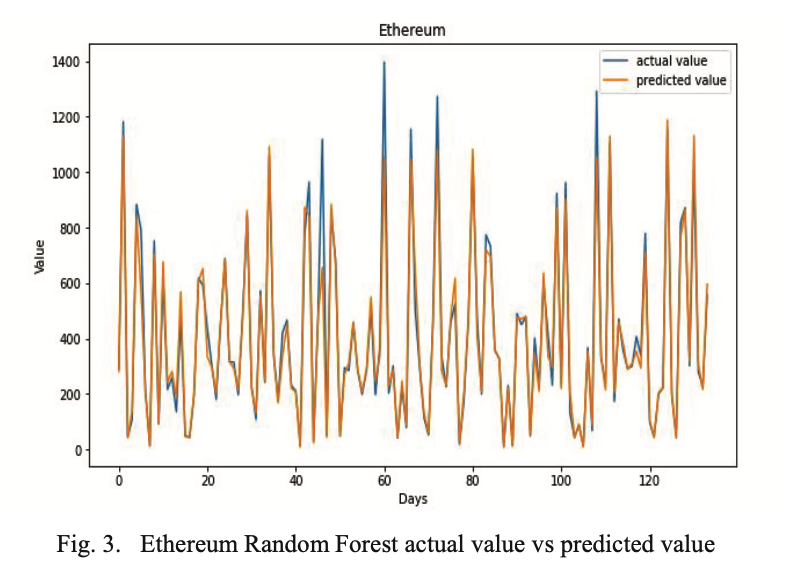 Ethereum
actual value
predicted value
1400
1200
1000
800
600
400
200
0
Value
0 20 40 60 80 100 120
Days
Fig. 3. Ethereum Random Forest actual value vs predicted value